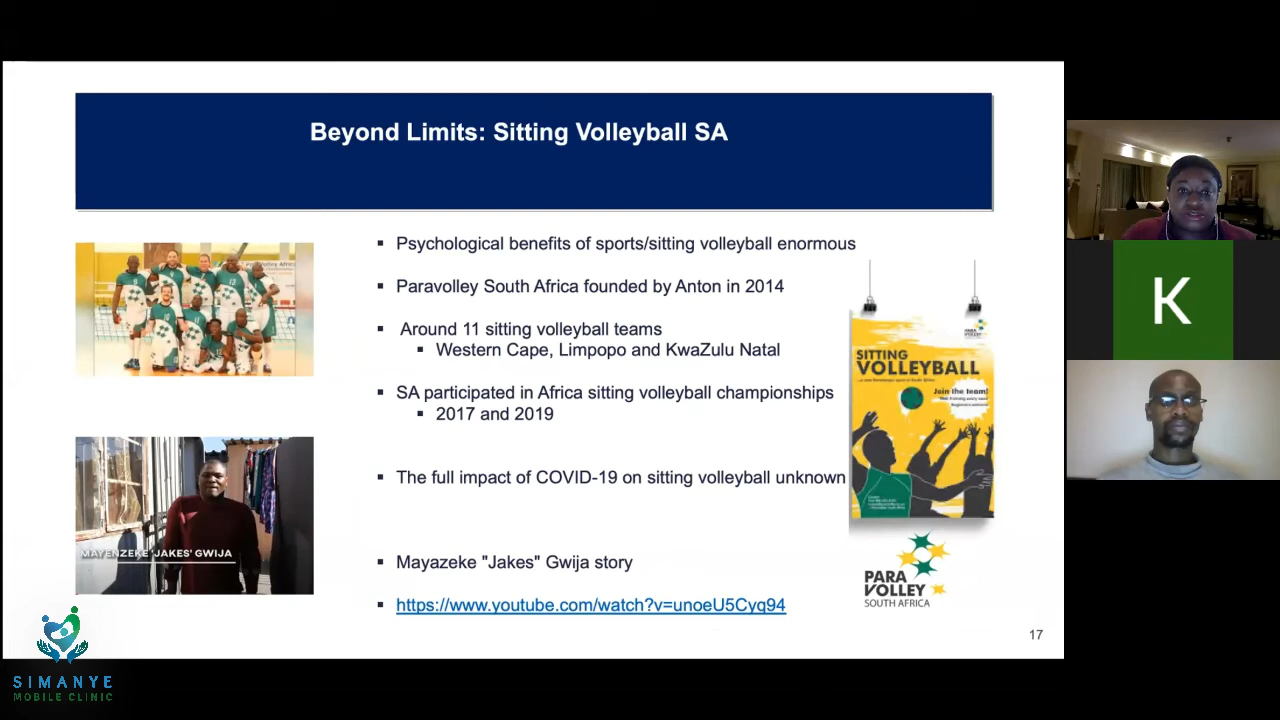 Beyond Limits: Sitting Volleyball SA
▪ Psychological benefits of sports/sitting volleyball enormous
▪ Paravolley South Africa founded by Anton in 2014
▪ Around 11 sitting volleyball teams
▪ Western Cape, Limpopo and KwaZulu Natal
▪ SA participated in Africa sitting volleyball championships
▪ 2017 and 2019
▪ The full impact of COVID-19 on sitting volleyball unknown
▪ Mayazeke "Jakes" Gwija story
▪ https://www.youtube.com/watch?v=unoeU5Cyq94
MAYENZEKE 'JAKES' GWIJA
SITTING
VOLLEYBALL
Join the team!
PARA
VOLLEY
SOUTH AFRICA
17
K
SIMANYE
MOBILE CLINIC